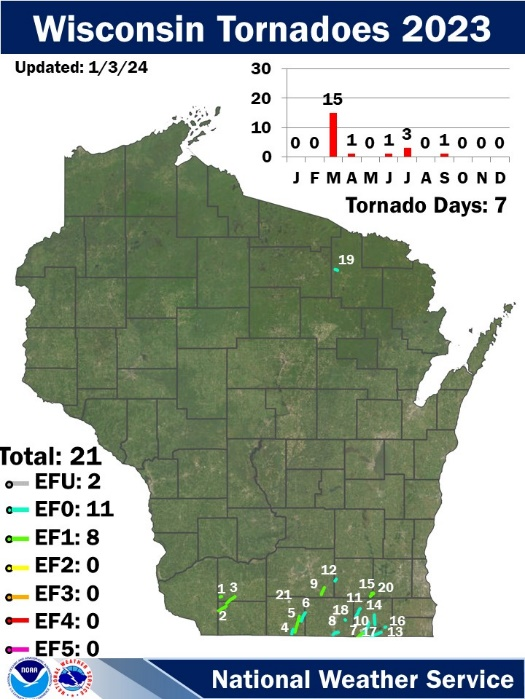 Wisconsin Tornadoes 2023
Updated: 1/3/24
30
20
10
0
0 0 15 1 0 1 3 0 1 0 0 0
J F M A M J J A S O N D
Tornado Days: 7
19
Total: 21
EFU: 2
EF0: 11
EF1: 8
EF2: 0
EF3: 0
EF4: 0
EF5: 0
12
1 3 9 15 20
21
2 5 6 18 11 14
4 8 7 10 17 16 13
NOAA
National Weather Service